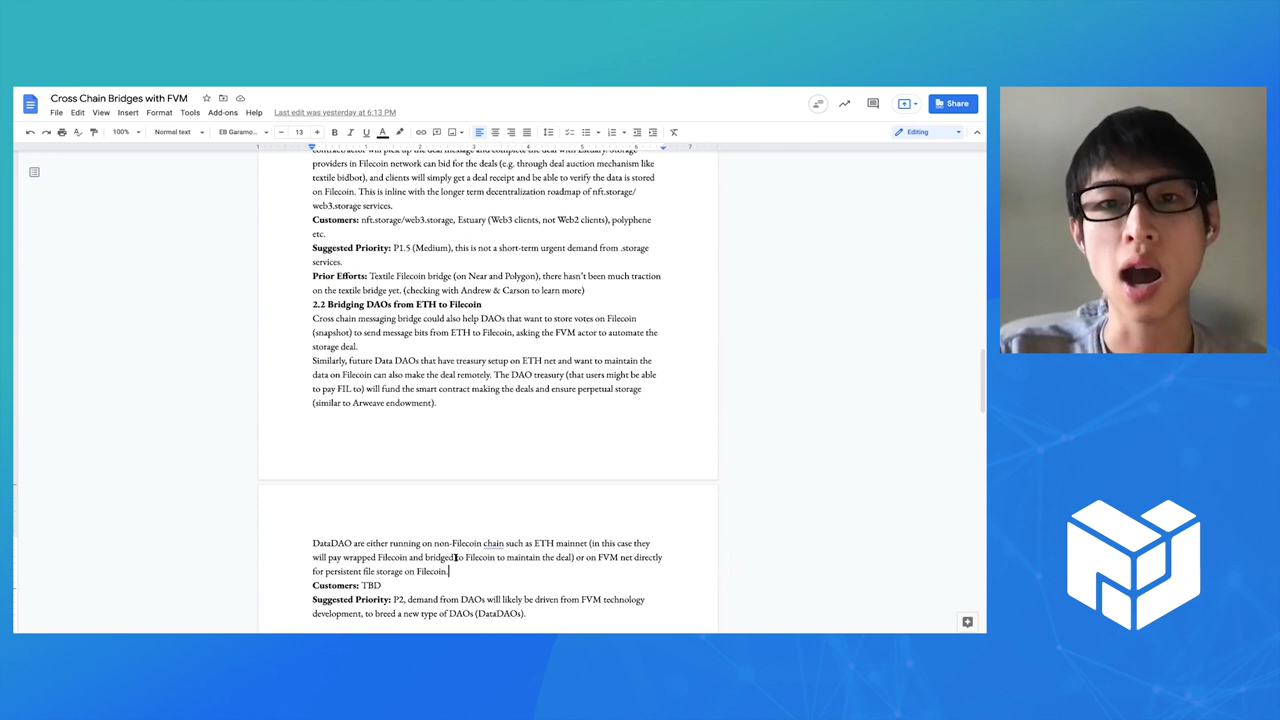 Cross Chain Bridges with FVM
File Edit View Insert Format Tools Add-ons Help Last edit was yesterday at 6:13 PM
Share
100% Normal text EB Garamo... 13 B I U A Editing
1 1 2 3 4 5 6 7
providers in Filecoin network can bid for the deals (e.g. through deal auction mechanism like
textile bidbot), and clients will simply get a deal receipt and be able to verify the data is stored
on Filecoin. This is inline with the longer term decentralization roadmap of nft.storage/
web3.storage services.
Customers: nft.storage/web3.storage, Estuary (Web3 clients, not Web2 clients), polyphene
etc.
Suggested Priority: P1.5 (Medium), this is not a short-term urgent demand from .storage
services.
Prior Efforts: Textile Filecoin bridge (on Near and Polygon), there hasn't been much traction
on the textile bridge yet. (checking with Andrew & Carson to learn more)
2.2 Bridging DAOs from ETH to Filecoin
Cross chain messaging bridge could also help DAOs that want to store votes on Filecoin
(snapshot) to send message bits from ETH to Filecoin, asking the FVM actor to automate the
storage deal.
Similarly, future Data DAOs that have treasury setup on ETH net and want to maintain the
data on Filecoin can also make the deal remotely. The DAO treasury (that users might be able
to pay FIL to) will fund the smart contract making the deals and ensure perpetual storage
(similar to Arweave endowment).
DataDAO are either running on non-Filecoin chain such as ETH mainnet (in this case they
will pay wrapped Filecoin and bridged to Filecoin to maintain the deal) or on FVM net directly
for persistent file storage on Filecoin.
Customers: TBD
Suggested Priority: P2, demand from DAOs will likely be driven from FVM technology
development, to breed a new type of DAOs (DataDAOs).